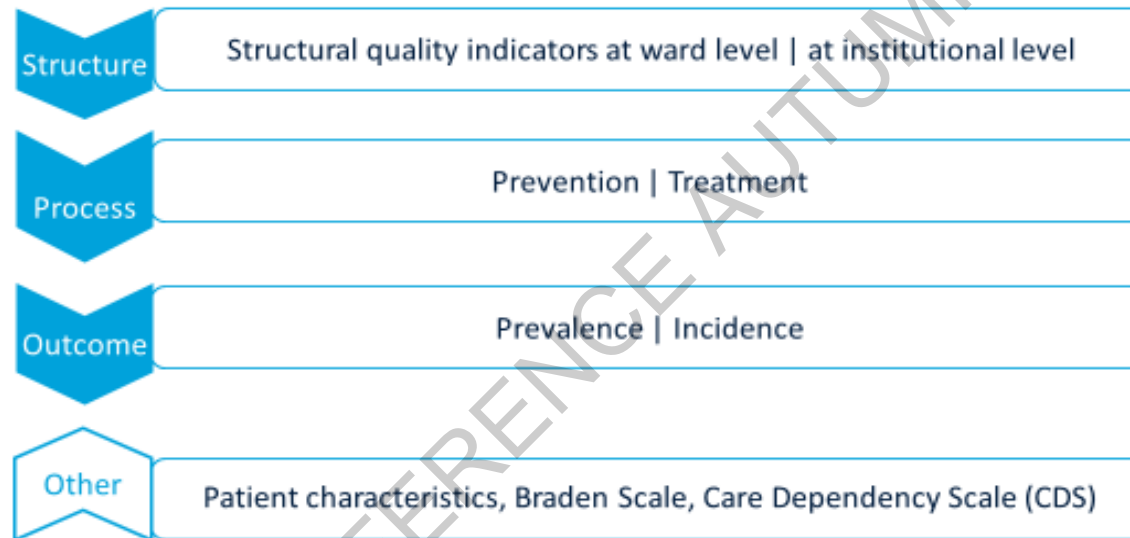 Structure
Structural quality indicators at ward level | at institutional level
Process
Prevention | Treatment
Outcome
Prevalence | Incidence
Other
Patient characteristics, Braden Scale, Care Dependency Scale (CDS)